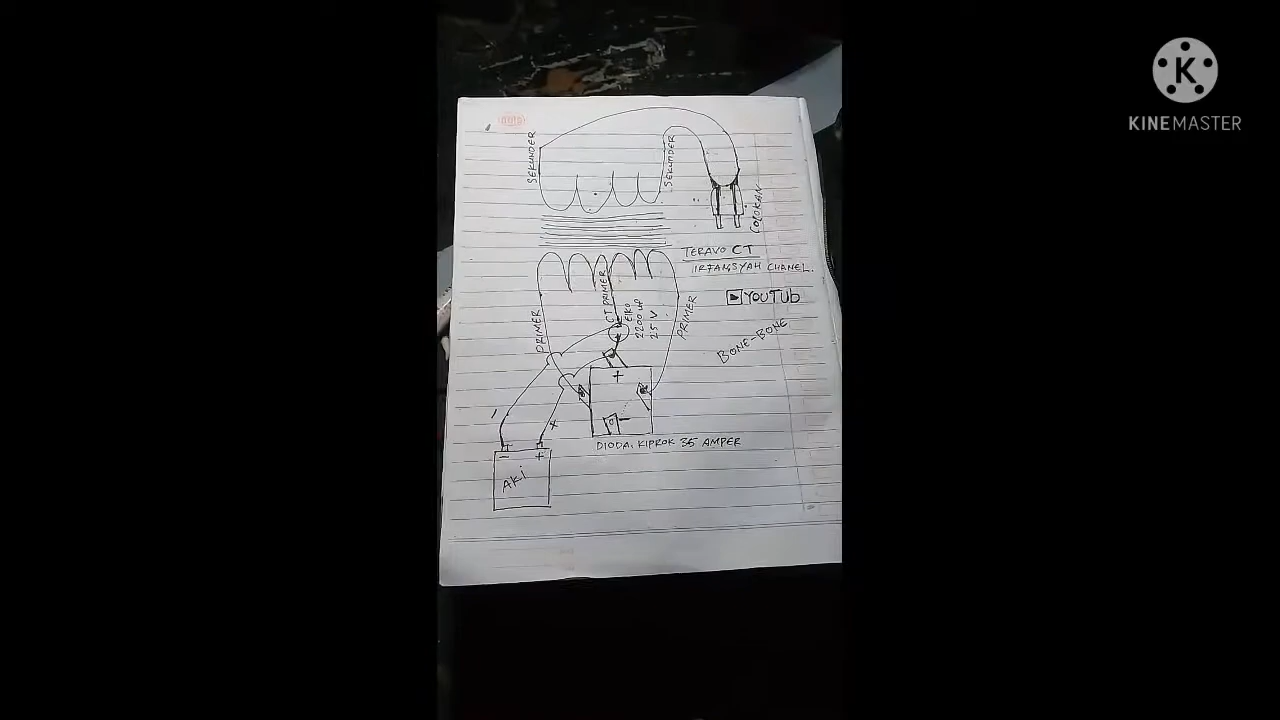 K
KINEMASTER
SEKUNDER
SEKUNDER
COLOKAN
TERAVO CT
IRFANSYAH CHANEL.
YOUTUb
BONE-BONE
PRIMER
CT PRIMER
ElKO
2200 uf
25 V
PRIMER
+
-
DIODA. KIPROK 35 AMPER
-
+
- +
AKi